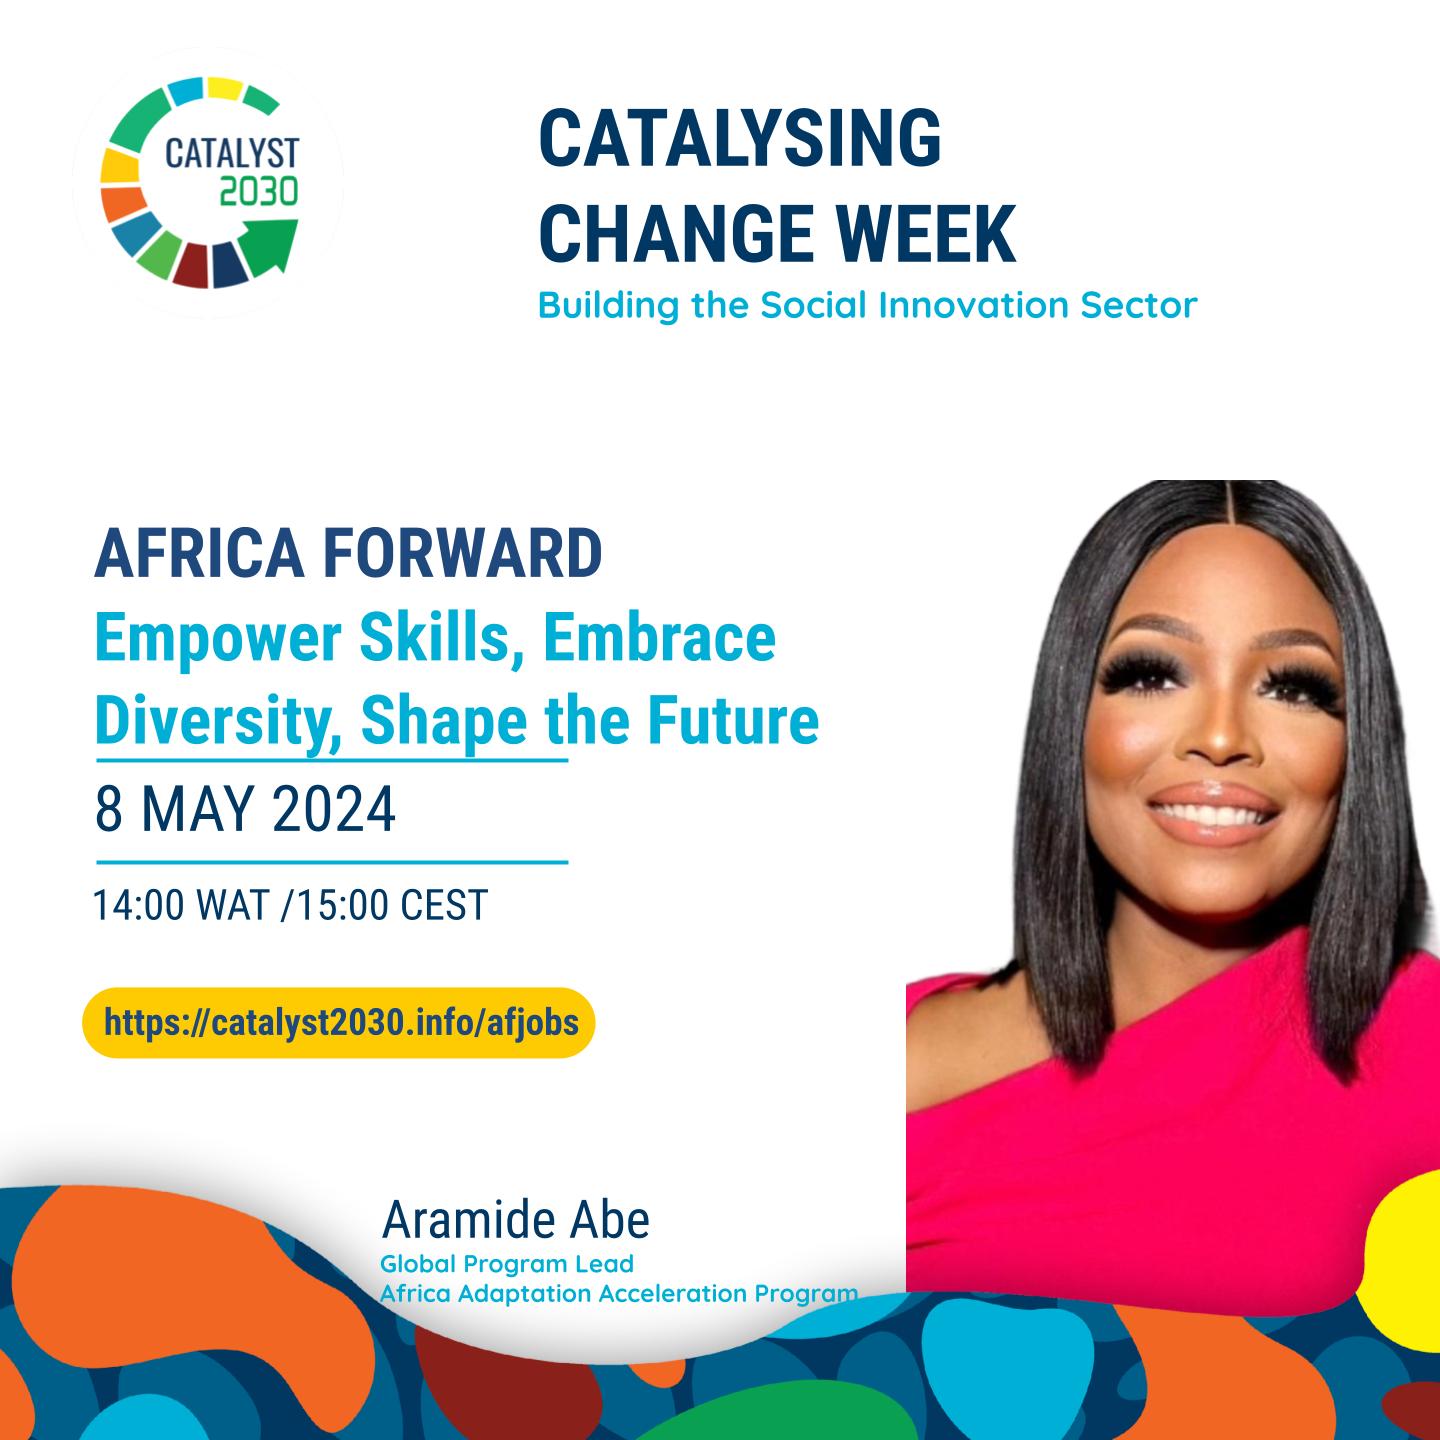 CATALYST
2030
CATALYSING
CHANGE WEEK
Building the Social Innovation Sector
AFRICA FORWARD
Empower Skills, Embrace
Diversity, Shape the Future
8 MAY 2024
14:00 WAT /15:00 CEST
https://catalyst2030.info/afjobs
Aramide Abe
Global Program Lead
Africa Adaptation Acceleration Program